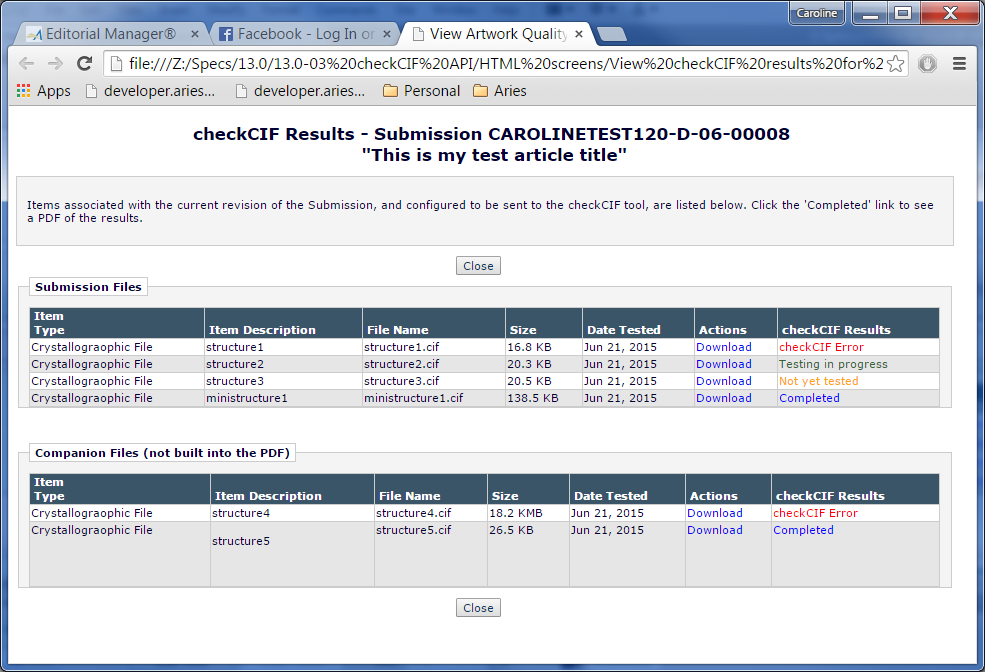 Caroline
Editorial Manager®
Facebook - Log In or
View Artwork Quality
file:///Z:/Specs/13.0/13.0-03%20checkCIF%20API/HTML%20screens/View%20checkCIF%20results%20for%2
Apps developer.aries... developer.aries... Personal Aries
checkCIF Results - Submission CAROLINETEST120-D-06-00008
"This is my test article title"
Items associated with the current revision of the Submission, and configured to be sent to the checkCIF tool, are listed below. Click the 'Completed' link to see
a PDF of the results.
Close
Submission Files
Item
Type Item Description File Name Size Date Tested Actions checkCIF Results
Crystallograophic File structure1 structure1.cif 16.8 KB Jun 21, 2015 Download checkCIF Error
Crystallograophic File structure2 structure2.cif 20.3 KB Jun 21, 2015 Download Testing in progress
Crystallograophic File structure3 structure3.cif 20.5 KB Jun 21, 2015 Download Not yet tested
Crystallograophic File ministructure1 ministructure1.cif 138.5 KB Jun 21, 2015 Download Completed
Companion Files (not built into the PDF)
Item
Type Item Description File Name Size Date Tested Actions checkCIF Results
Crystallograophic File structure4 structure4.cif 18.2 KMB Jun 21, 2015 Download checkCIF Error
Crystallograophic File structure5 structure5.cif 26.5 KB Jun 21, 2015 Download Completed
Close